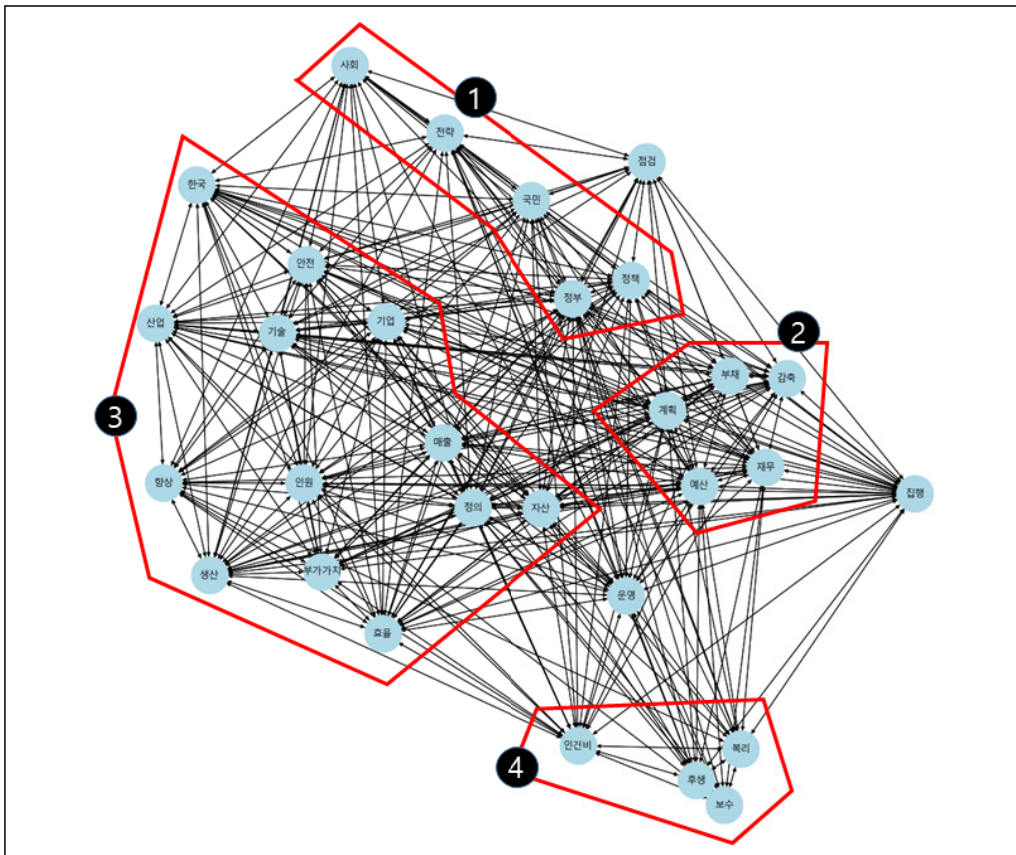 사회
1
전략
점검
한국
국민
안전
정책
정부
산업
기술
기업
2
부채
감축
계획
3
매출
재무
향상
인원
예산
집행
정의
자산
생산
부가가치
운영
효율
인건비
복리
4
후생
보수